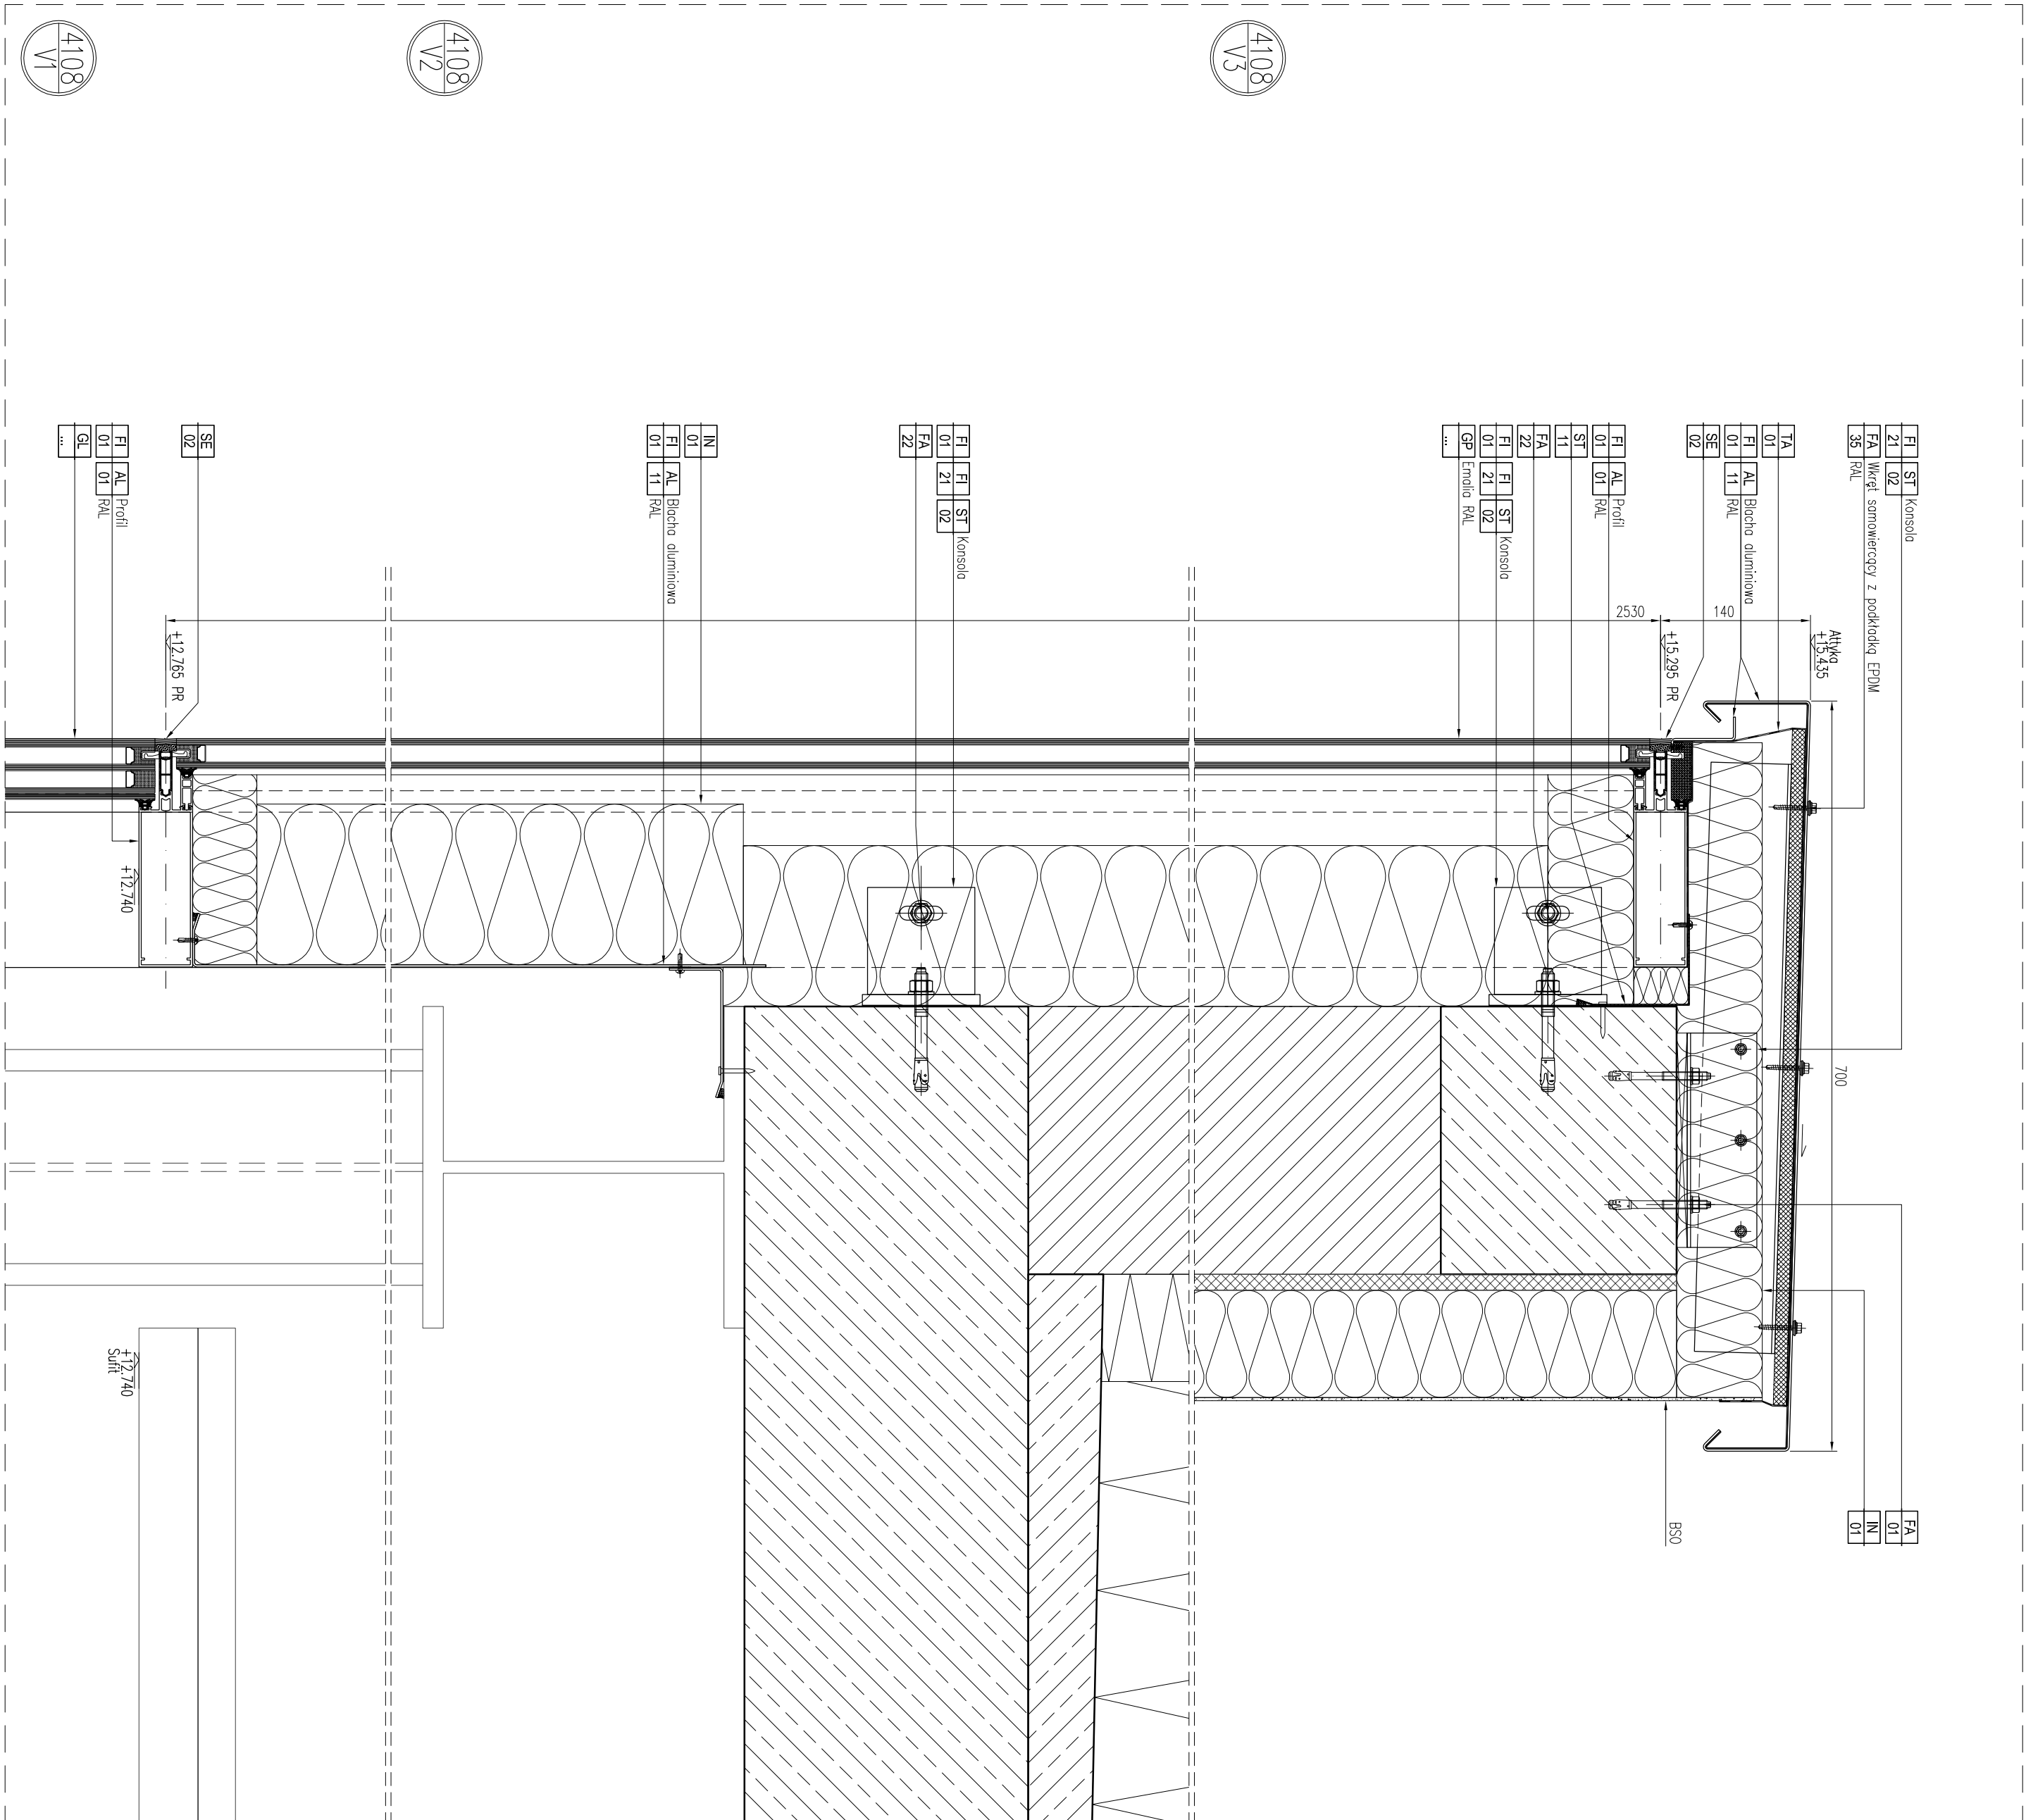 4108
V3
4108
V2
4108
V1
FI ST Konsola
21 02
FA Wkręt samowiercący z podkładką EPDM
35 RAL
TA
01
FI AL Blacha aluminiowa
01 11 RAL
SE
02
FI AL Profil
01 01 RAL
ST
11
FA
22
FI FI ST Konsola
01 21 02
GP Emalia RAL
...
FI FI ST Konsola
01 21 02
FA
22
IN
01
FI AL Blacha aluminiowa
01 11 RAL
SE
02
FI AL Profil
01 01 RAL
GL
...
Attyka
+15.435
140
+15.295 PR
2530
+12.765 PR
+12.740
700
+12.740
Sufit
FA
01
IN
01
BSO